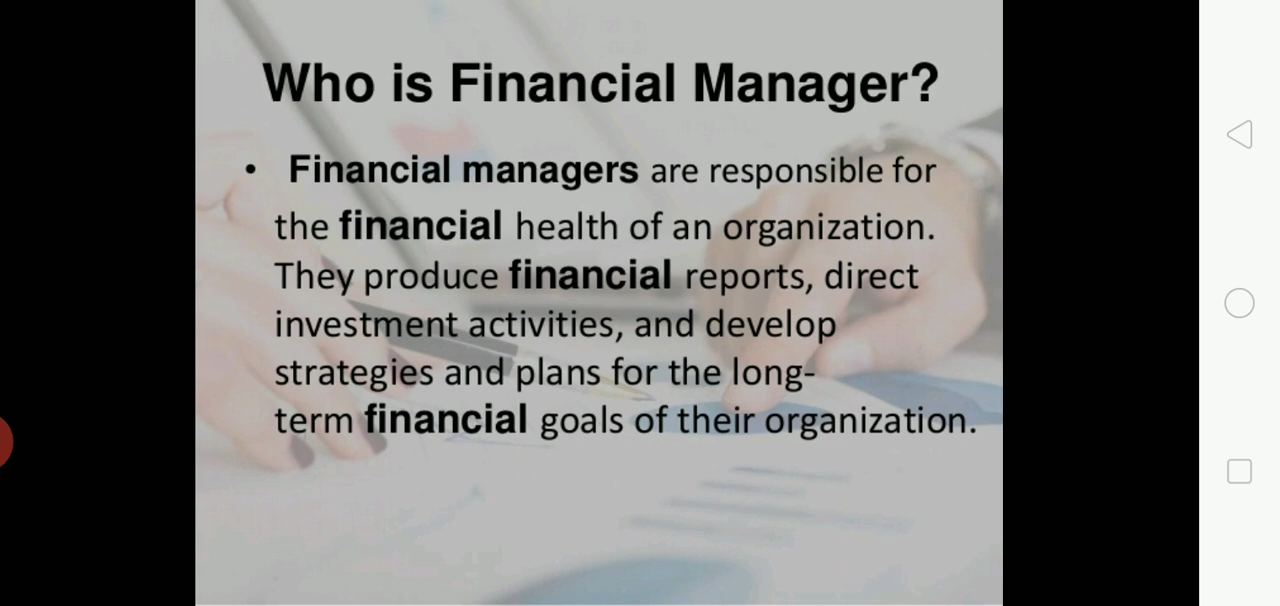 Who is Financial Manager?
• Financial managers are responsible for
the financial health of an organization.
They produce financial reports, direct
investment activities, and develop
strategies and plans for the long-
term financial goals of their organization.